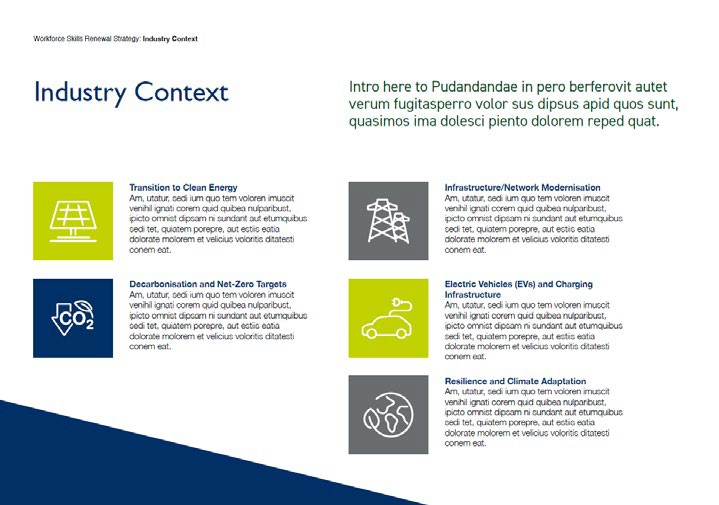 Workforce Skills Renewal Strategy: Industry Context
Industry Context
Intro here to Pudandandae in pero berferovit autet
verum fugitasperro volor sus dipsus apid quos sunt,
quasimos ima dolesci piento dolorem reped quat.
Transition to Clean Energy
Am, utatur, sedi ium quo tem voloren imuscit
venihil ignati corem quid quibea nulparibust,
ipicto omnist dipsam ni sundant aut etumquibus
sedi tet, quiatem porepre, aut estiis eatia
dolorate molorem et velicius voloritis ditatesti
conem eat.
CO2
Decarbonisation and Net-Zero Targets
Am, utatur, sedi ium quo tem voloren imuscit
venihil ignati corem quid quibea nulparibust,
ipicto omnist dipsam ni sundant aut etumquibus
sedi tet, quiatem porepre, aut estiis eatia
dolorate molorem et velicius voloritis ditatesti
conem eat.
Infrastructure/Network Modernisation
Am, utatur, sedi ium quo tem voloren imuscit
venihil ignati corem quid quibea nulparibust,
ipicto omnist dipsam ni sundant aut etumquibus
sedi tet, quiatem porepre, aut estiis eatia
dolorate molorem et velicius voloritis ditatesti
conem eat.
Electric Vehicles (EVs) and Charging
Infrastructure
Am, utatur, sedi ium quo tem voloren imuscit
venihil ignati corem quid quibea nulparibust,
ipicto omnist dipsam ni sundant aut etumquibus
sedi tet, quiatem porepre, aut estiis eatia
dolorate molorem et velicius voloritis ditatesti
conem eat.
Resilience and Climate Adaptation
Am, utatur, sedi ium quo tem voloren imuscit
venihil ignati corem quid quibea nulparibust,
ipicto omnist dipsam ni sundant aut etumquibus
sedi tet, quiatem porepre, aut estiis eatia
dolorate molorem et velicius voloritis ditatesti
conem eat.